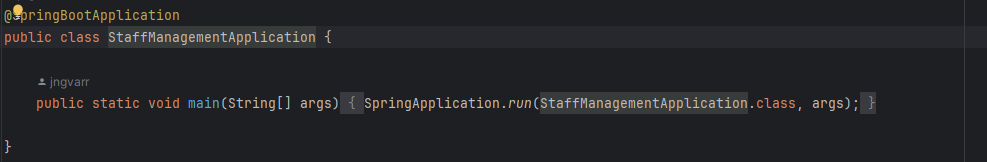 @SpringBootApplication
public class StaffManagementApplication {
jngvarr
public static void main(String[] args) { SpringApplication.run(StaffManagementApplication.class, args); }
}